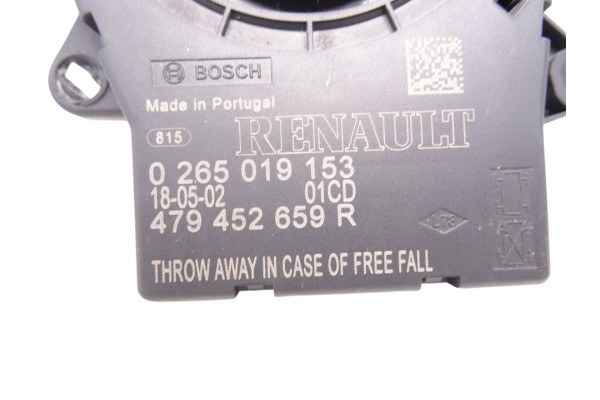 BOSCH
Made in Portugal
815
RENAULT
0 265 019 153
18-05-02 01CD
479 452 659 R
THROW AWAY IN CASE OF FREE FALL